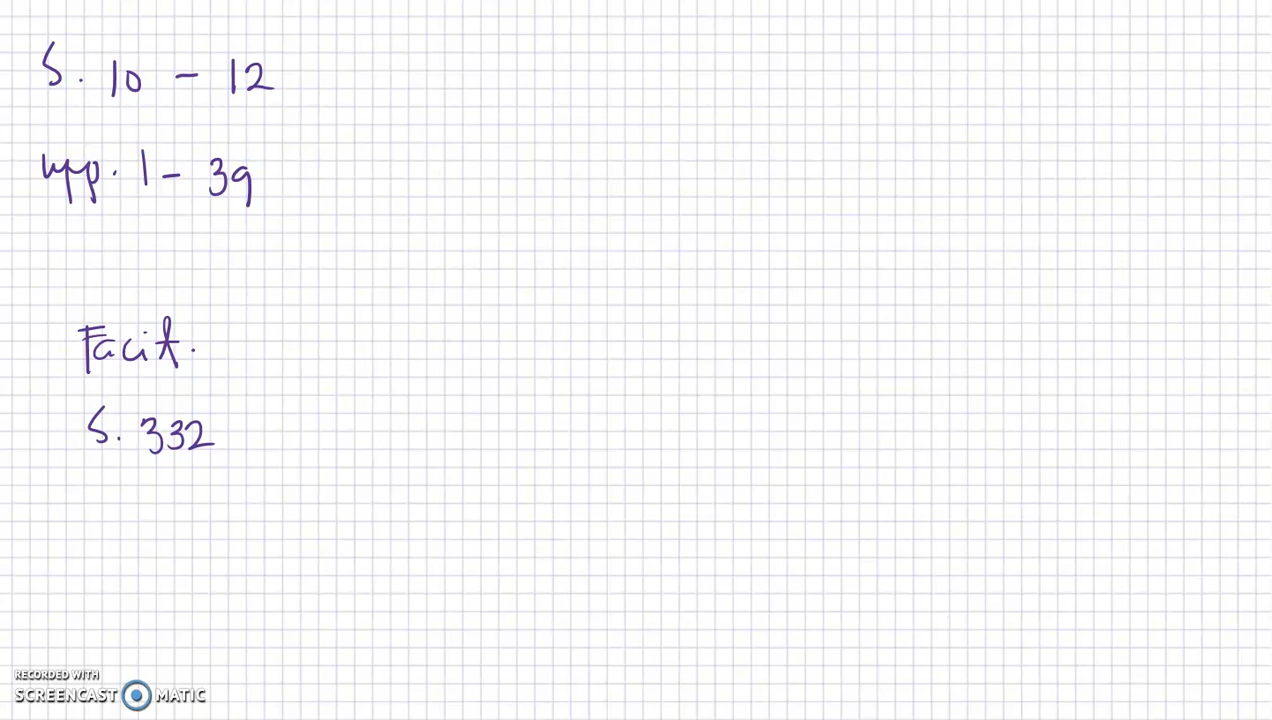 S. 10 - 12
upp. 1 - 39
Facit.
S. 332
RECORDED WITH
SCREENCAST MATIC